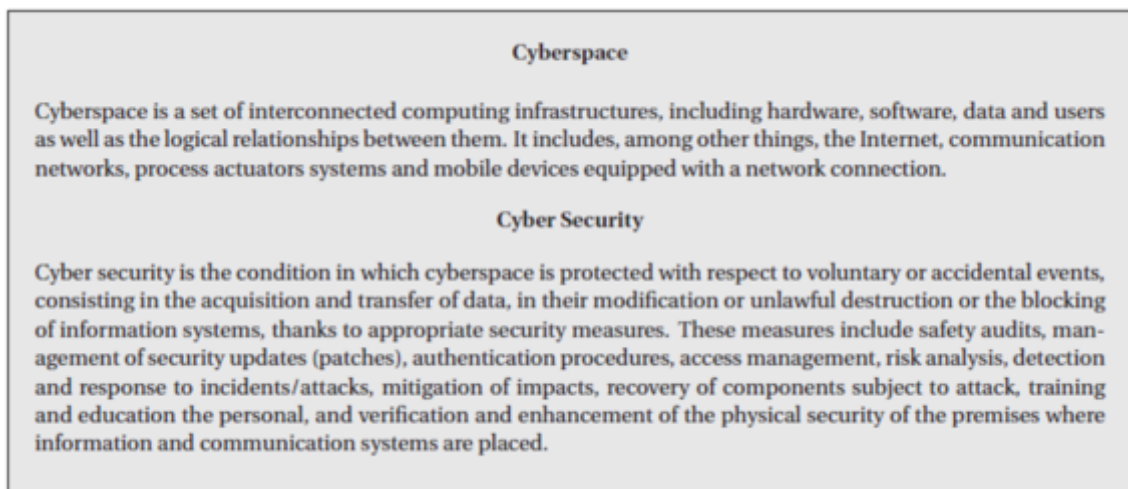 Cyberspace
Cyberspace is a set of interconnected computing infrastructures, including hardware, software, data and users
as well as the logical relationships between them. It includes, among other things, the Internet, communication
networks, process actuators systems and mobile devices equipped with a network connection.
Cyber Security
Cyber security is the condition in which cyberspace is protected with respect to voluntary or accidental events,
consisting in the acquisition and transfer of data, in their modification or unlawful destruction or the blocking
of information systems, thanks to appropriate security measures. These measures include safety audits, man-
agement of security updates (patches), authentication procedures, access management, risk analysis, detection
and response to incidents/attacks, mitigation of impacts, recovery of components subject to attack, training
and education the personal, and verification and enhancement of the physical security of the premises where
information and communication systems are placed.